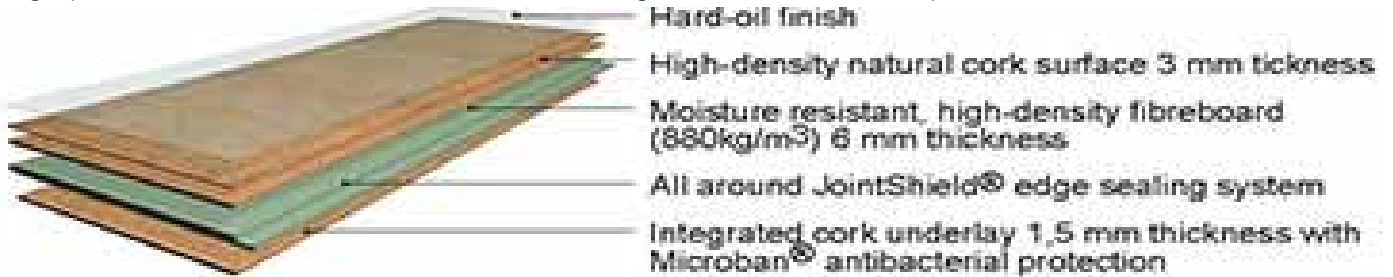 Hard-oil finish
High-density natural cork surface 3 mm tickness
Moisture resistant, high-density fibreboard
(880kg/m3) 6 mm thickness
All around JointShield® edge sealing system
Integrated cork underlay 1,5 mm thickness with
Microban® antibacterial protection